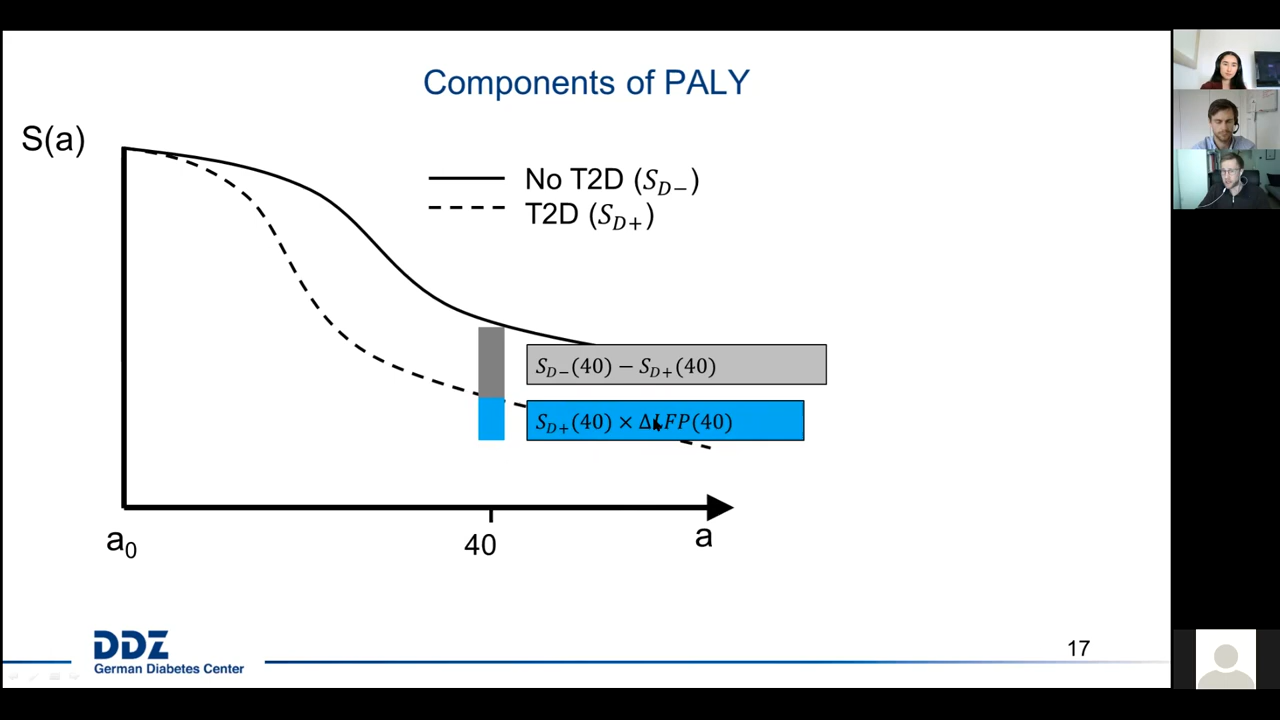 Components of PALY
S(a)
No T2D (S_{D−})
T2D (S_{D+})
S_{D−}(40) − S_{D+}(40)
S_{D+}(40) × ΔLFP(40)
40
a₀
a
DDZ
German Diabetes Center
17